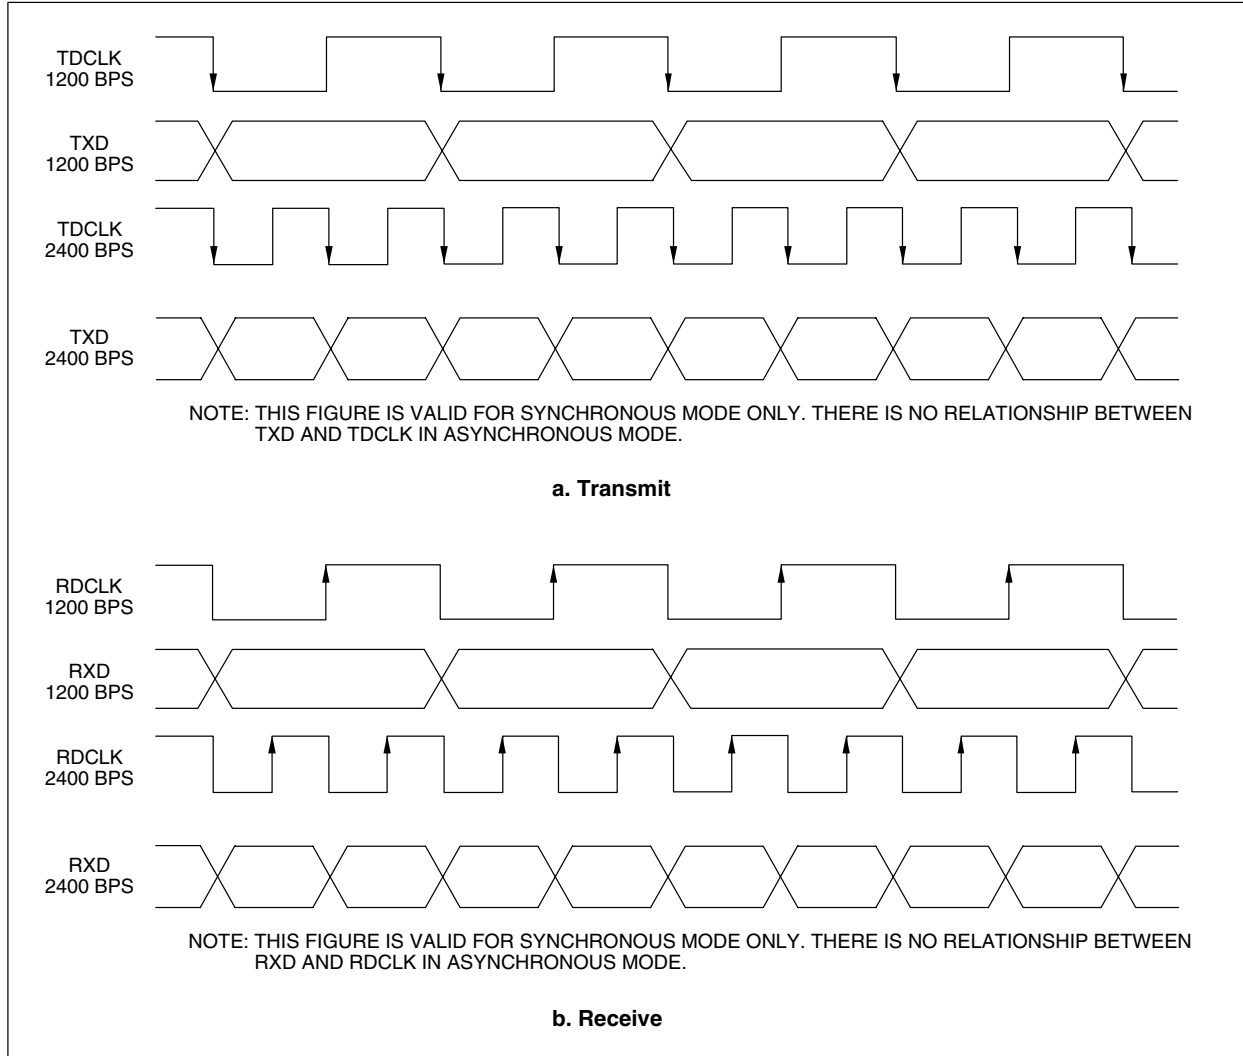 TDCLK
1200 BPS
TXD
1200 BPS
TDCLK
2400 BPS
TXD
2400 BPS
NOTE: THIS FIGURE IS VALID FOR SYNCHRONOUS MODE ONLY. THERE IS NO RELATIONSHIP BETWEEN
TXD AND TDCLK IN ASYNCHRONOUS MODE.
a. Transmit
RDCLK
1200 BPS
RXD
1200 BPS
RDCLK
2400 BPS
RXD
2400 BPS
NOTE: THIS FIGURE IS VALID FOR SYNCHRONOUS MODE ONLY. THERE IS NO RELATIONSHIP BETWEEN
RXD AND RDCLK IN ASYNCHRONOUS MODE.
b. Receive